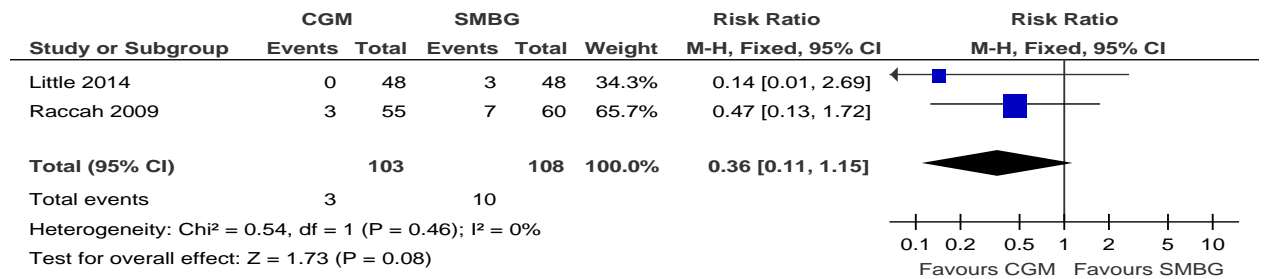 CGM SMBG Risk Ratio Risk Ratio
Study or Subgroup Events Total Events Total Weight M-H, Fixed, 95% CI M-H, Fixed, 95% CI
Little 2014 0 48 3 48 34.3% 0.14 [0.01, 2.69]
Raccah 2009 3 55 7 60 65.7% 0.47 [0.13, 1.72]
Total (95% CI) 103 108 100.0% 0.36 [0.11, 1.15]
Total events 3 10
Heterogeneity: Chi² = 0.54, df = 1 (P = 0.46); I² = 0%
Test for overall effect: Z = 1.73 (P = 0.08)
0.1 0.2 0.5 1 2 5 10
Favours CGM Favours SMBG